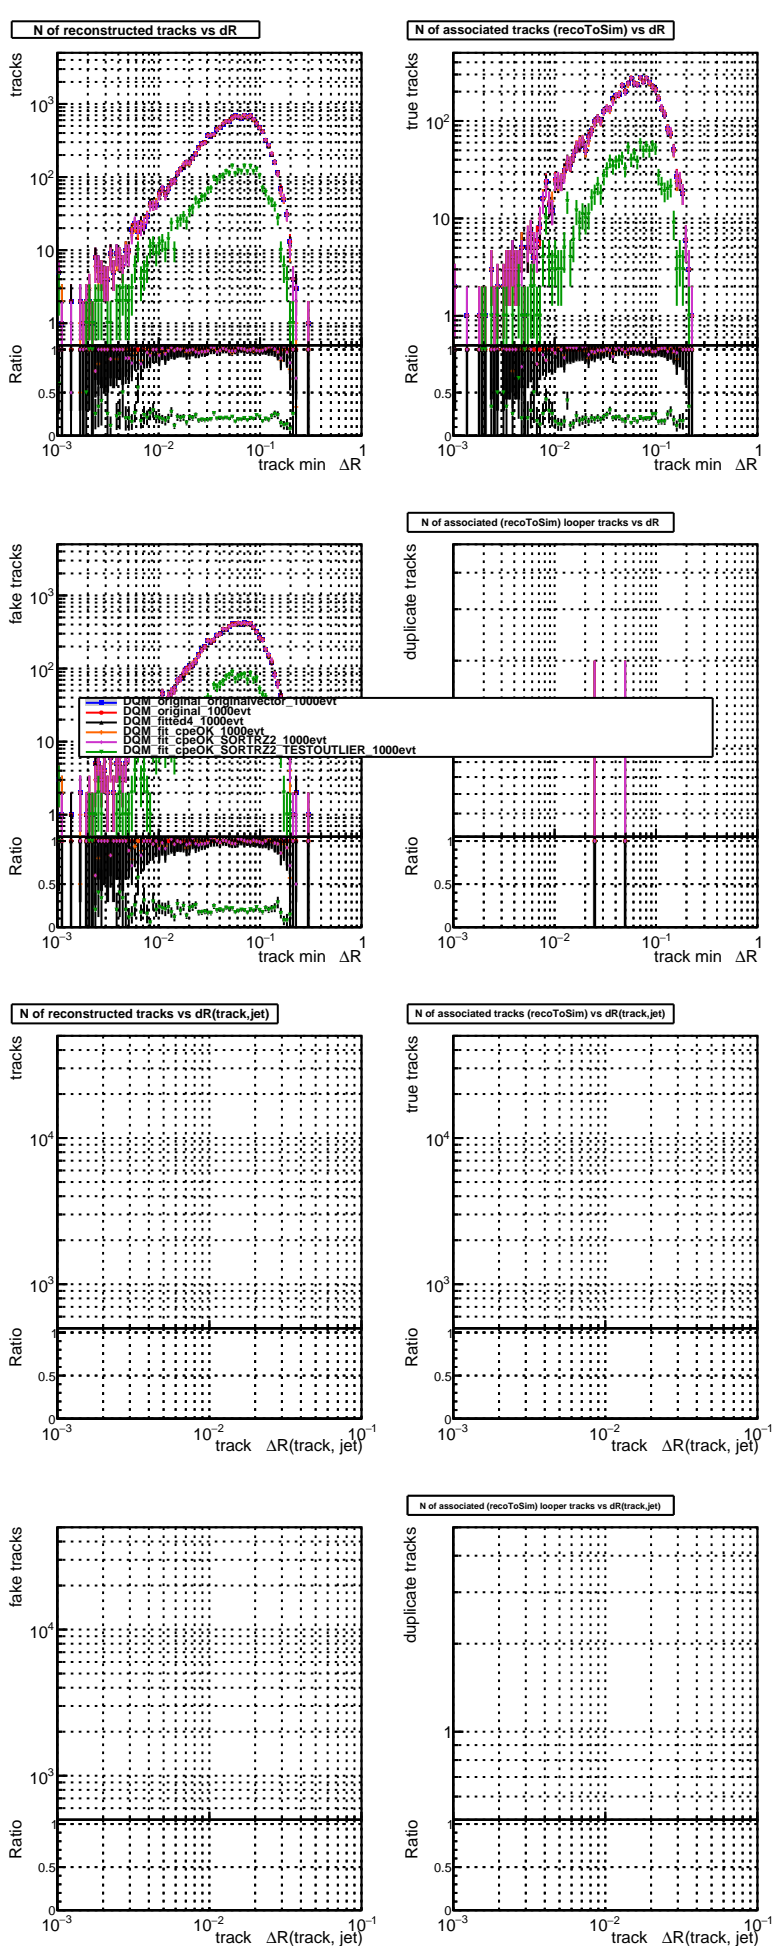 N of reconstructed tracks vs dR
tracks
10³
10²
10
1
Ratio
1
0.5
0
10⁻³ 10⁻² 10⁻¹ 1
track min ΔR
N of associated tracks (recoToSim) vs dR
true tracks
10²
10
1
Ratio
1
0.5
0
10⁻³ 10⁻² 10⁻¹ 1
track min ΔR
fake tracks
10³
10²
10
1
Ratio
1
0.5
0
10⁻³ 10⁻² 10⁻¹ 1
track min ΔR
N of associated (recoToSim) looper tracks vs dR
duplicate tracks
Ratio
1
0.5
0
10⁻³ 10⁻² 10⁻¹ 1
track min ΔR
DQM_original_originalvector_1000evt
DQM_original_1000evt
DQM_fitted4_1000evt
DQM_fit_cpeOK_1000evt
DQM_fit_cpeOK_SORTRZ2_1000evt
DQM_fit_cpeOK_SORTRZ2_TESTOUTLIER_1000evt
N of reconstructed tracks vs dR(track,jet)
tracks
10⁴
10³
Ratio
1
0.5
0
10⁻³ 10⁻² 10⁻¹
track ΔR(track, jet)
N of associated tracks (recoToSim) vs dR(track,jet)
true tracks
10⁴
10³
Ratio
1
0.5
0
10⁻³ 10⁻² 10⁻¹
track ΔR(track, jet)
fake tracks
10⁴
10³
Ratio
1
0.5
0
10⁻³ 10⁻² 10⁻¹
track ΔR(track, jet)
N of associated (recoToSim) looper tracks vs dR(track,jet)
duplicate tracks
1
Ratio
1
0.5
0
10⁻³ 10⁻² 10⁻¹
track ΔR(track, jet)